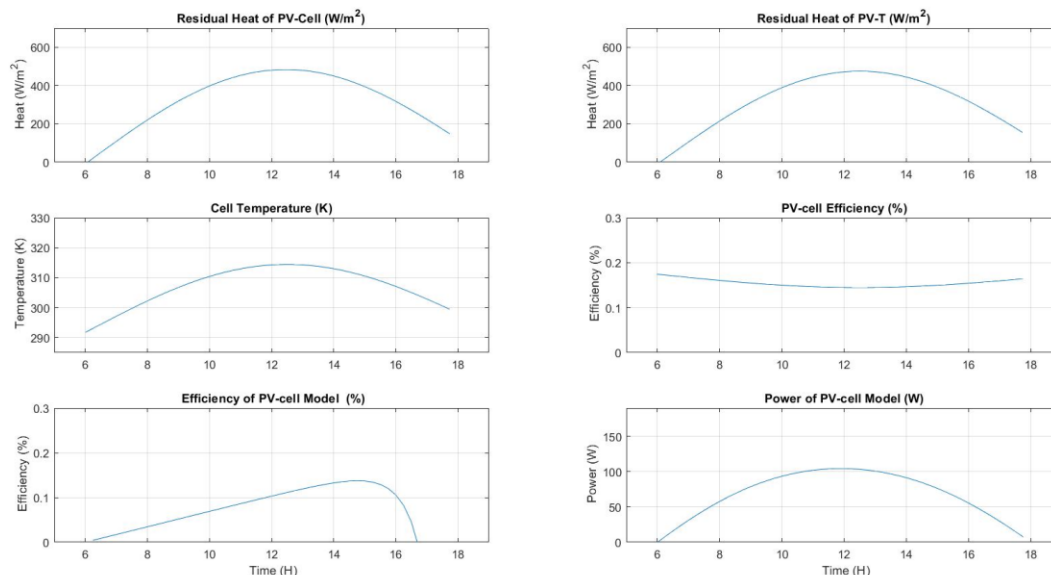 Residual Heat of PV-Cell (W/m²)
Heat (W/m²)
600
400
200
0
6 8 10 12 14 16 18
Residual Heat of PV-T (W/m²)
Heat (W/m²)
600
400
200
0
6 8 10 12 14 16 18
Cell Temperature (K)
Temperature (K)
330
320
310
300
290
6 8 10 12 14 16 18
PV-cell Efficiency (%)
Efficiency (%)
0.3
0.2
0.1
0
6 8 10 12 14 16 18
Efficiency of PV-cell Model (%)
Efficiency (%)
0.3
0.2
0.1
0
6 8 10 12 14 16 18
Time (H)
Power of PV-cell Model (W)
Power (W)
150
100
50
0
6 8 10 12 14 16 18
Time (H)